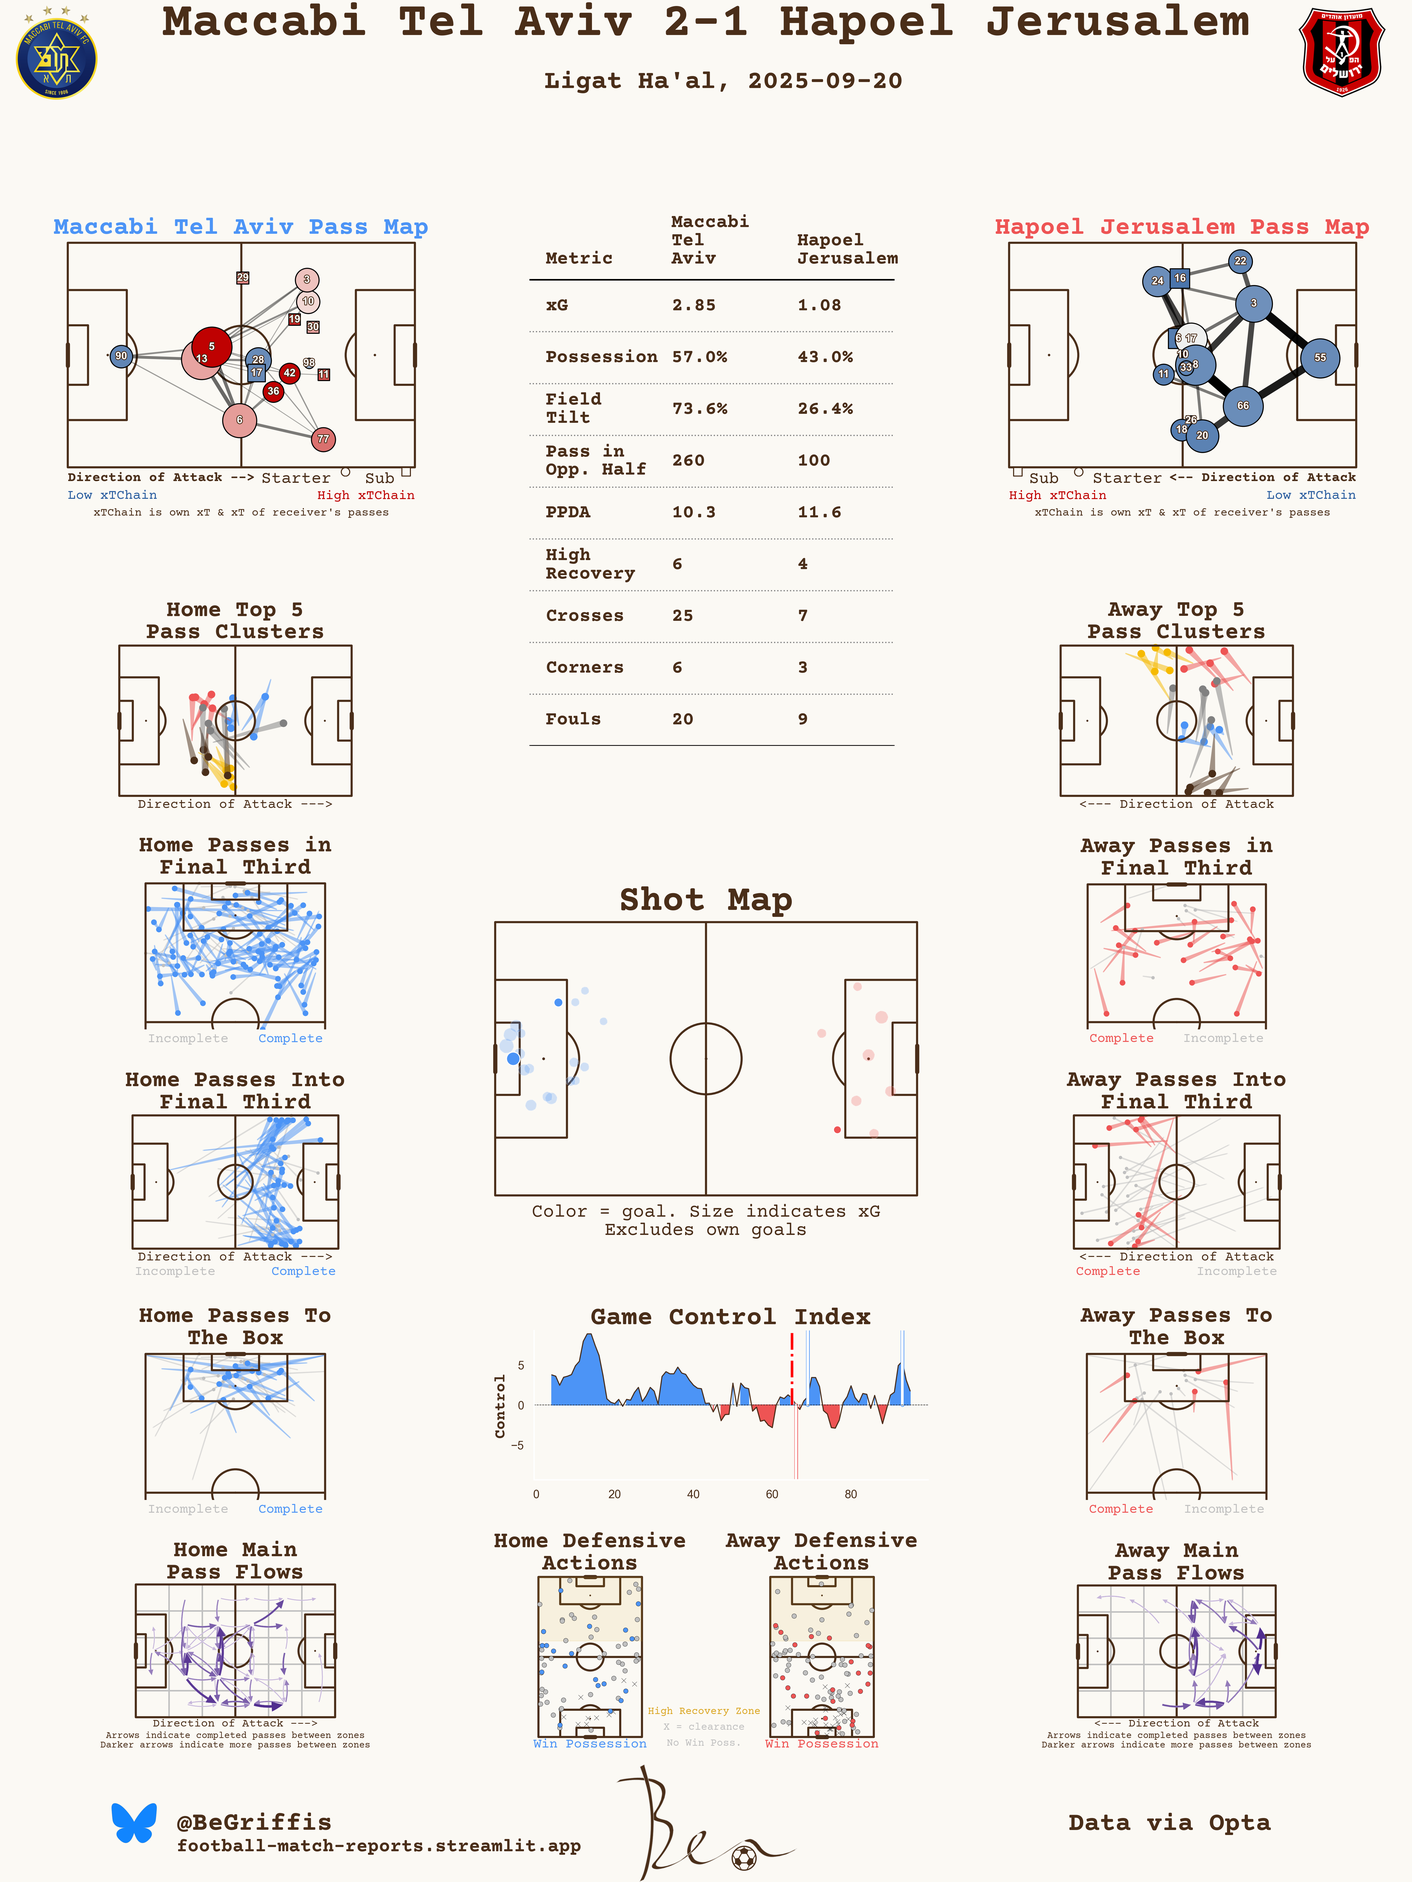 Maccabi Tel Aviv 2-1 Hapoel Jerusalem
Ligat Ha'al, 2025-09-20
MACCABI TEL AVIV FC
SINCE 1906
מועדון אוהדים
הפועל
ירושלים
1926
Maccabi Tel Aviv Pass Map
29
3
10
19
30
5
13
90
28
17
98
42
11
36
6
77
Direction of Attack --> Starter Sub
Low xTChain High xTChain
xTChain is own xT & xT of receiver's passes
Metric Maccabi Tel Aviv Hapoel Jerusalem
xG 2.85 1.08
Possession 57.0% 43.0%
Field Tilt 73.6% 26.4%
Pass in Opp. Half 260 100
PPDA 10.3 11.6
High Recovery 6 4
Crosses 25 7
Corners 6 3
Fouls 20 9
Hapoel Jerusalem Pass Map
22
24
16
3
6
17
10
55
33
8
11
66
26
18
20
Sub Starter <-- Direction of Attack
High xTChain Low xTChain
xTChain is own xT & xT of receiver's passes
Home Top 5
Pass Clusters
Direction of Attack --->
Away Top 5
Pass Clusters
<--- Direction of Attack
Home Passes in
Final Third
Incomplete Complete
Away Passes in
Final Third
Complete Incomplete
Shot Map
Color = goal. Size indicates xG
Excludes own goals
Home Passes Into
Final Third
Direction of Attack --->
Incomplete Complete
Away Passes Into
Final Third
<--- Direction of Attack
Complete Incomplete
Home Passes To
The Box
Incomplete Complete
Game Control Index
Control
5
0
−5
0 20 40 60 80
Away Passes To
The Box
Complete Incomplete
Home Main
Pass Flows
Direction of Attack --->
Arrows indicate completed passes between zones
Darker arrows indicate more passes between zones
Home Defensive
Actions
Win Possession
Away Defensive
Actions
Win Possession
High Recovery Zone
X = clearance
No Win Poss.
Away Main
Pass Flows
<--- Direction of Attack
Arrows indicate completed passes between zones
Darker arrows indicate more passes between zones
@BeGriffis
football-match-reports.streamlit.app
Ben
Data via Opta